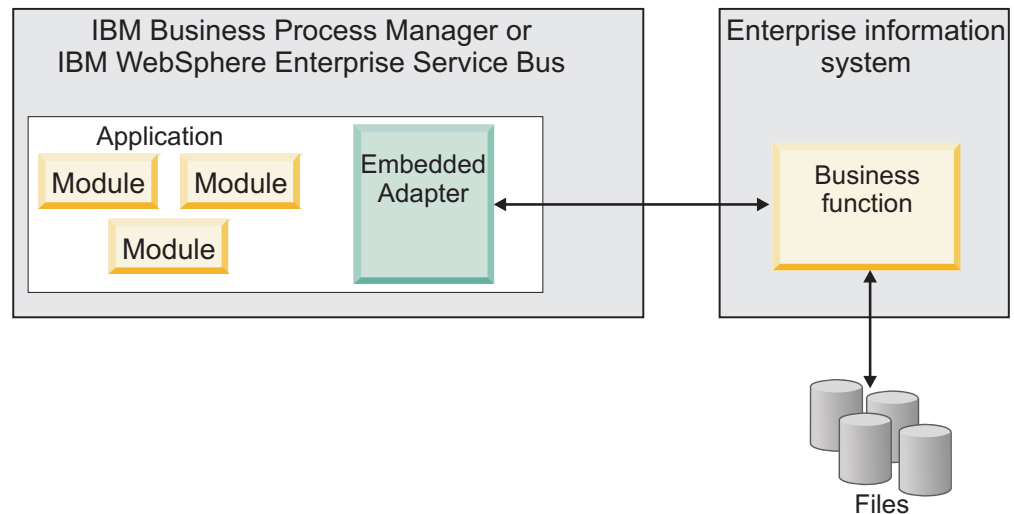 IBM Business Process Manager or
IBM WebSphere Enterprise Service Bus
Application
Module
Module
Module
Embedded
Adapter
Enterprise information
system
Business
function
Files